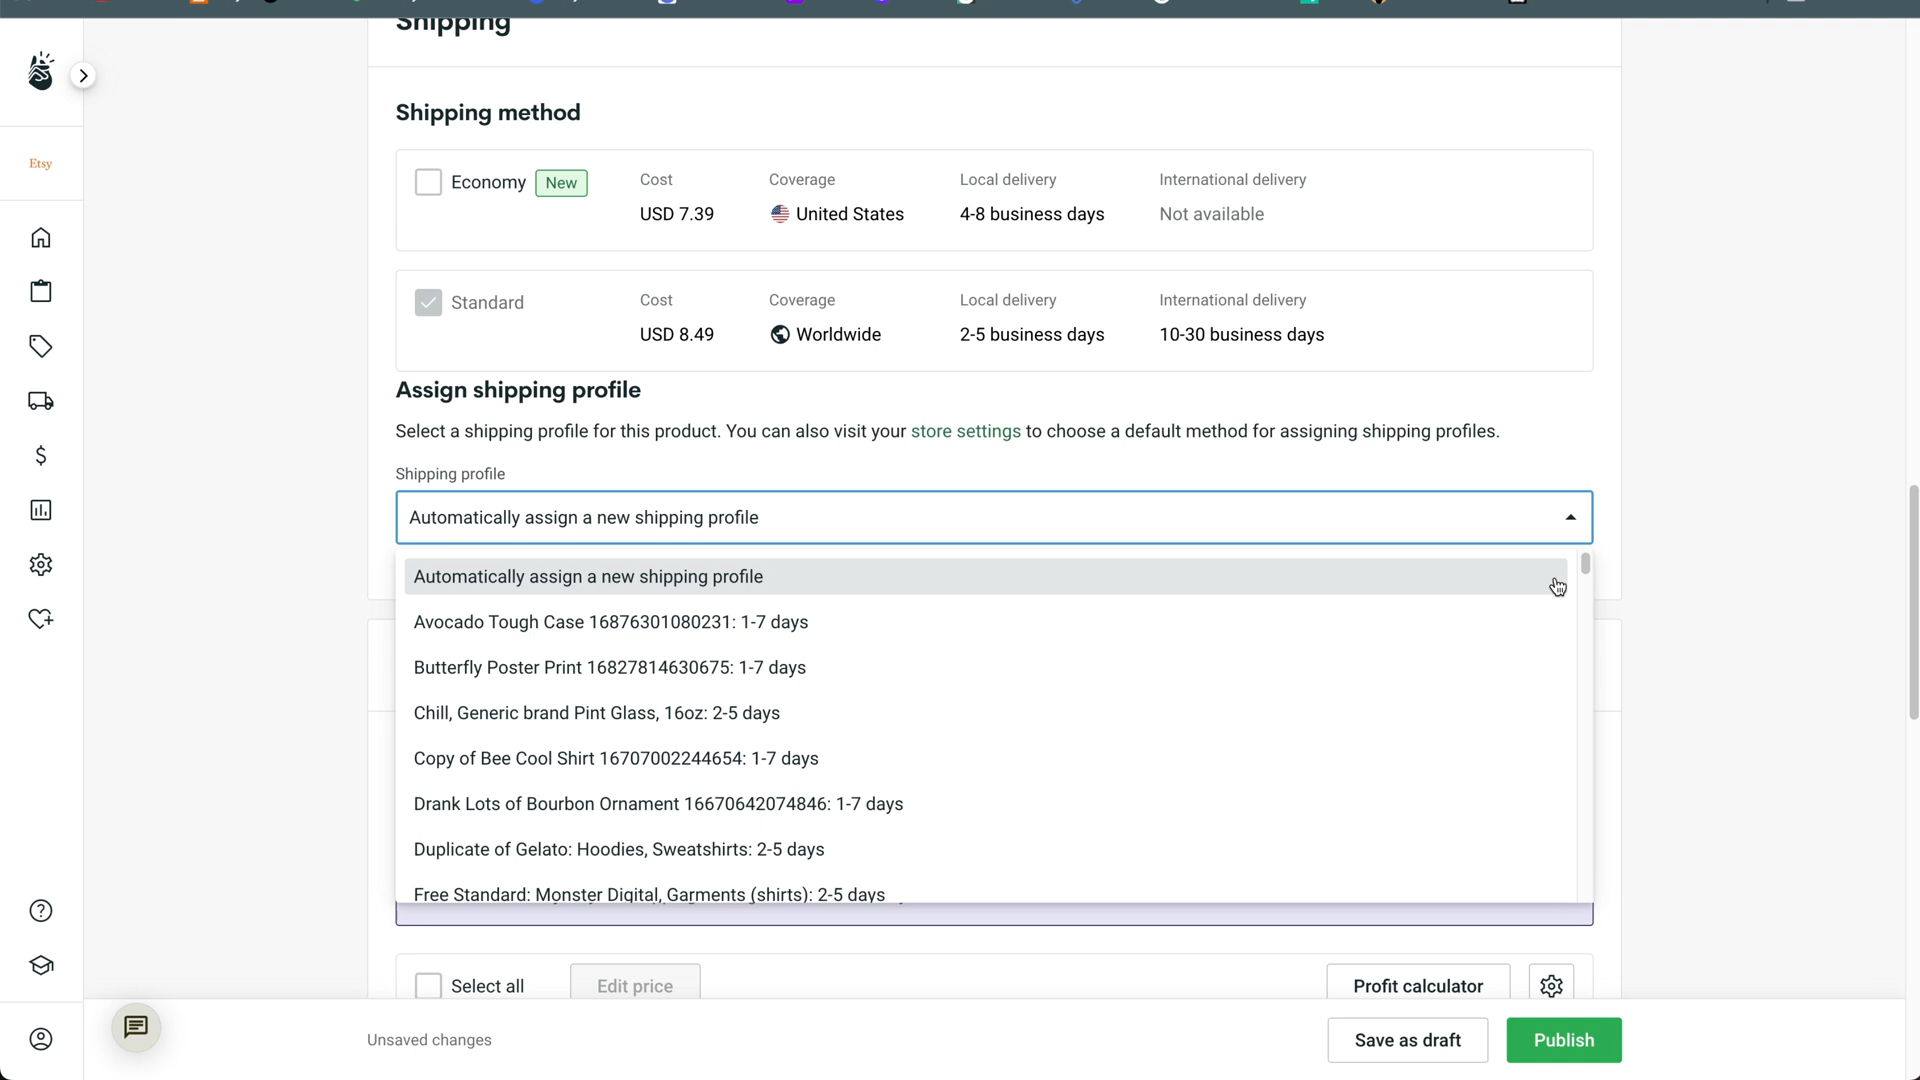 Shipping
Shipping method
Etsy
Economy New Cost Coverage Local delivery International delivery
USD 7.39 United States 4-8 business days Not available
Standard Cost Coverage Local delivery International delivery
USD 8.49 Worldwide 2-5 business days 10-30 business days
Assign shipping profile
Select a shipping profile for this product. You can also visit your store settings to choose a default method for assigning shipping profiles.
Shipping profile
Automatically assign a new shipping profile
Automatically assign a new shipping profile
Avocado Tough Case 16876301080231: 1-7 days
Butterfly Poster Print 16827814630675: 1-7 days
Chill, Generic brand Pint Glass, 16oz: 2-5 days
Copy of Bee Cool Shirt 16707002244654: 1-7 days
Drank Lots of Bourbon Ornament 16670642074846: 1-7 days
Duplicate of Gelato: Hoodies, Sweatshirts: 2-5 days
Free Standard: Monster Digital, Garments (shirts): 2-5 days
Select all Edit price Profit calculator
Unsaved changes Save as draft Publish